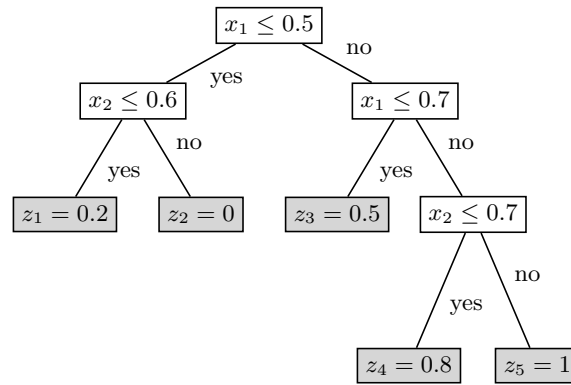 x₁ ≤ 0.5
yes
no
x₂ ≤ 0.6
x₁ ≤ 0.7
yes
no
yes
no
z₁ = 0.2
z₂ = 0
z₃ = 0.5
x₂ ≤ 0.7
yes
no
z₄ = 0.8
z₅ = 1